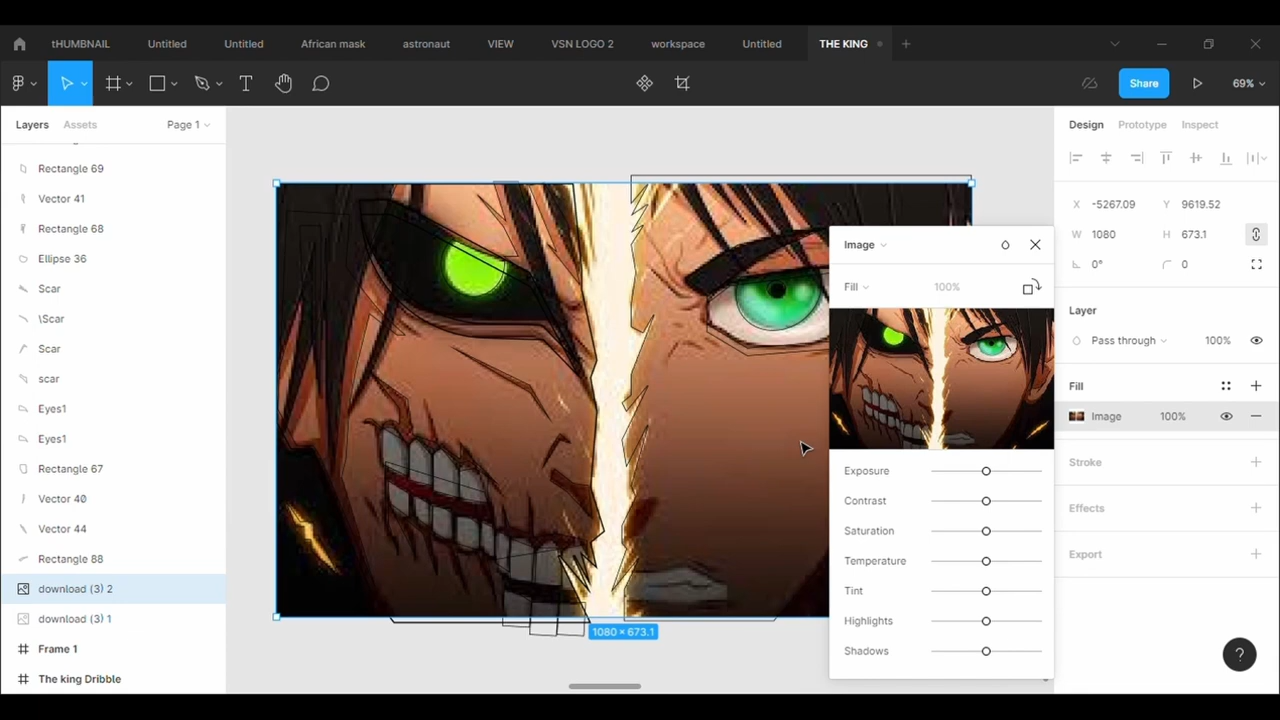 tHUMBNAIL Untitled Untitled African mask astronaut VIEW VSN LOGO 2 workspace Untitled THE KING
Share 69%
Layers Assets Page 1
Rectangle 69
Vector 41
Rectangle 68
Ellipse 36
Scar
\Scar
Scar
scar
Eyes1
Eyes1
Rectangle 67
Vector 40
Vector 44
Rectangle 88
download (3) 2
download (3) 1
Frame 1
The king Dribble
1080 × 673.1
Image
Fill 100%
Exposure
Contrast
Saturation
Temperature
Tint
Highlights
Shadows
Design Prototype Inspect
X -5267.09 Y 9619.52
W 1080 H 673.1
0° 0
Layer
Pass through 100%
Fill
Image 100%
Stroke
Effects
Export
?